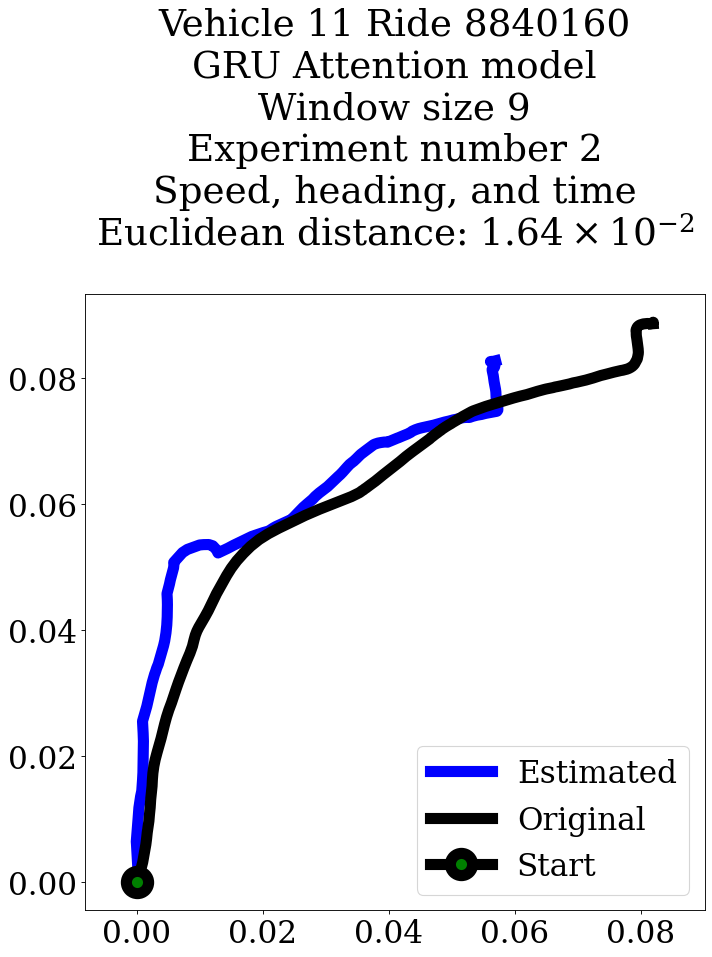 Vehicle 11 Ride 8840160
GRU Attention model
Window size 9
Experiment number 2
Speed, heading, and time
Euclidean distance: 1.64 × 10⁻²
0.08
0.06
0.04
0.02
0.00
Estimated
Original
Start
0.00 0.02 0.04 0.06 0.08